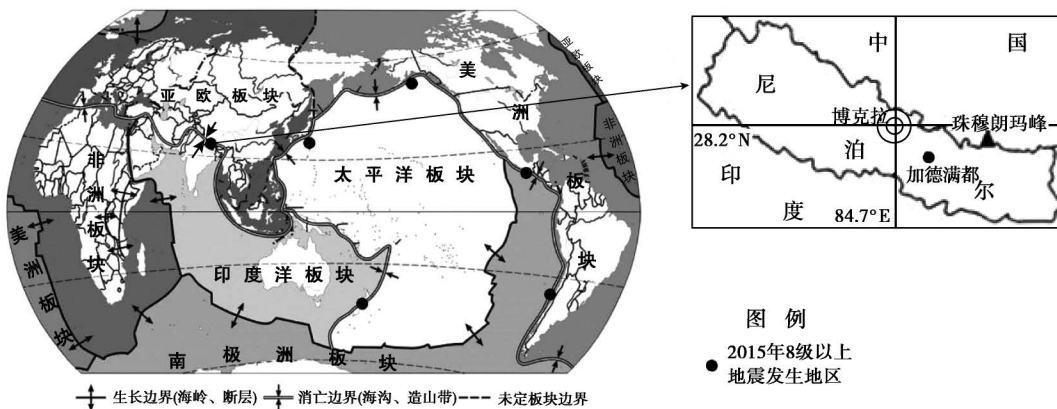 亚欧板块
非洲板块
美洲板块
印度洋板块
太平洋板块
南极洲板块
美洲板块
亚欧板块
非洲板块
生长边界(海岭、断层)
消亡边界(海沟、造山带)
未定板块边界
中国
尼泊尔
博克拉
珠穆朗玛峰
28.2°N
加德满都
印度
84.7°E
图例
2015年8级以上
地震发生地区